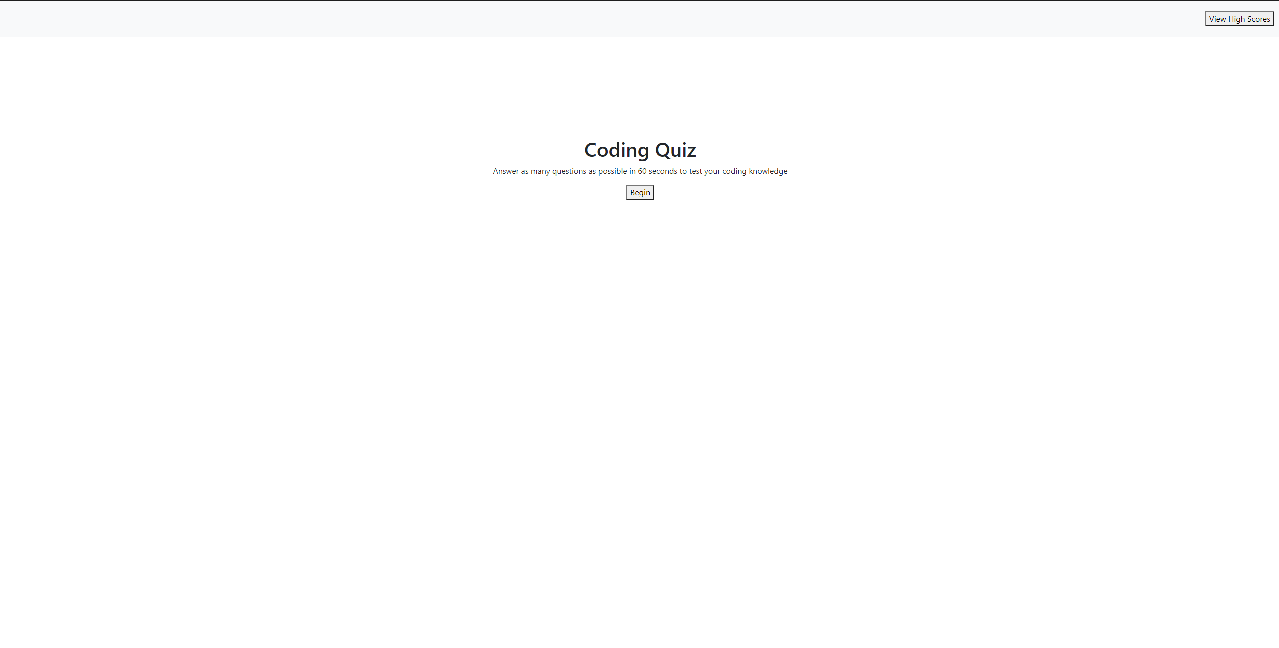 View High Scores
Coding Quiz
Answer as many questions as possible in 60 seconds to test your coding knowledge
Begin